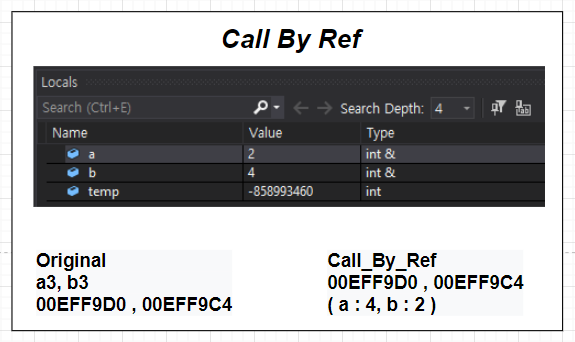 Call By Ref
Locals
Search (Ctrl+E) Search Depth: 4
Name Value Type
a 2 int &
b 4 int &
temp -858993460 int
Original
a3, b3
00EFF9D0 , 00EFF9C4
Call_By_Ref
00EFF9D0 , 00EFF9C4
( a : 4, b : 2 )